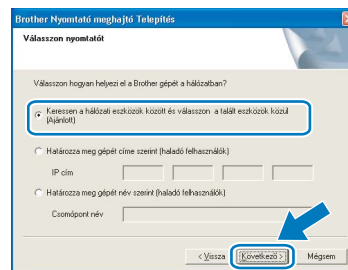 Brother Nyomtató meghajtó Telepítés
Válasszon nyomtatót
Válasszon hogyan helyezi el a Brother gépét a hálózatban?
Keressen a hálózati eszközök között és válasszon a talált eszközök közül
(Ajánlott)
Határozza meg gépét címe szerint (haladó felhasználók)
IP cím
Határozza meg gépét név szerint (haladó felhasználók)
Csomópont név
< Vissza Következő > Mégsem